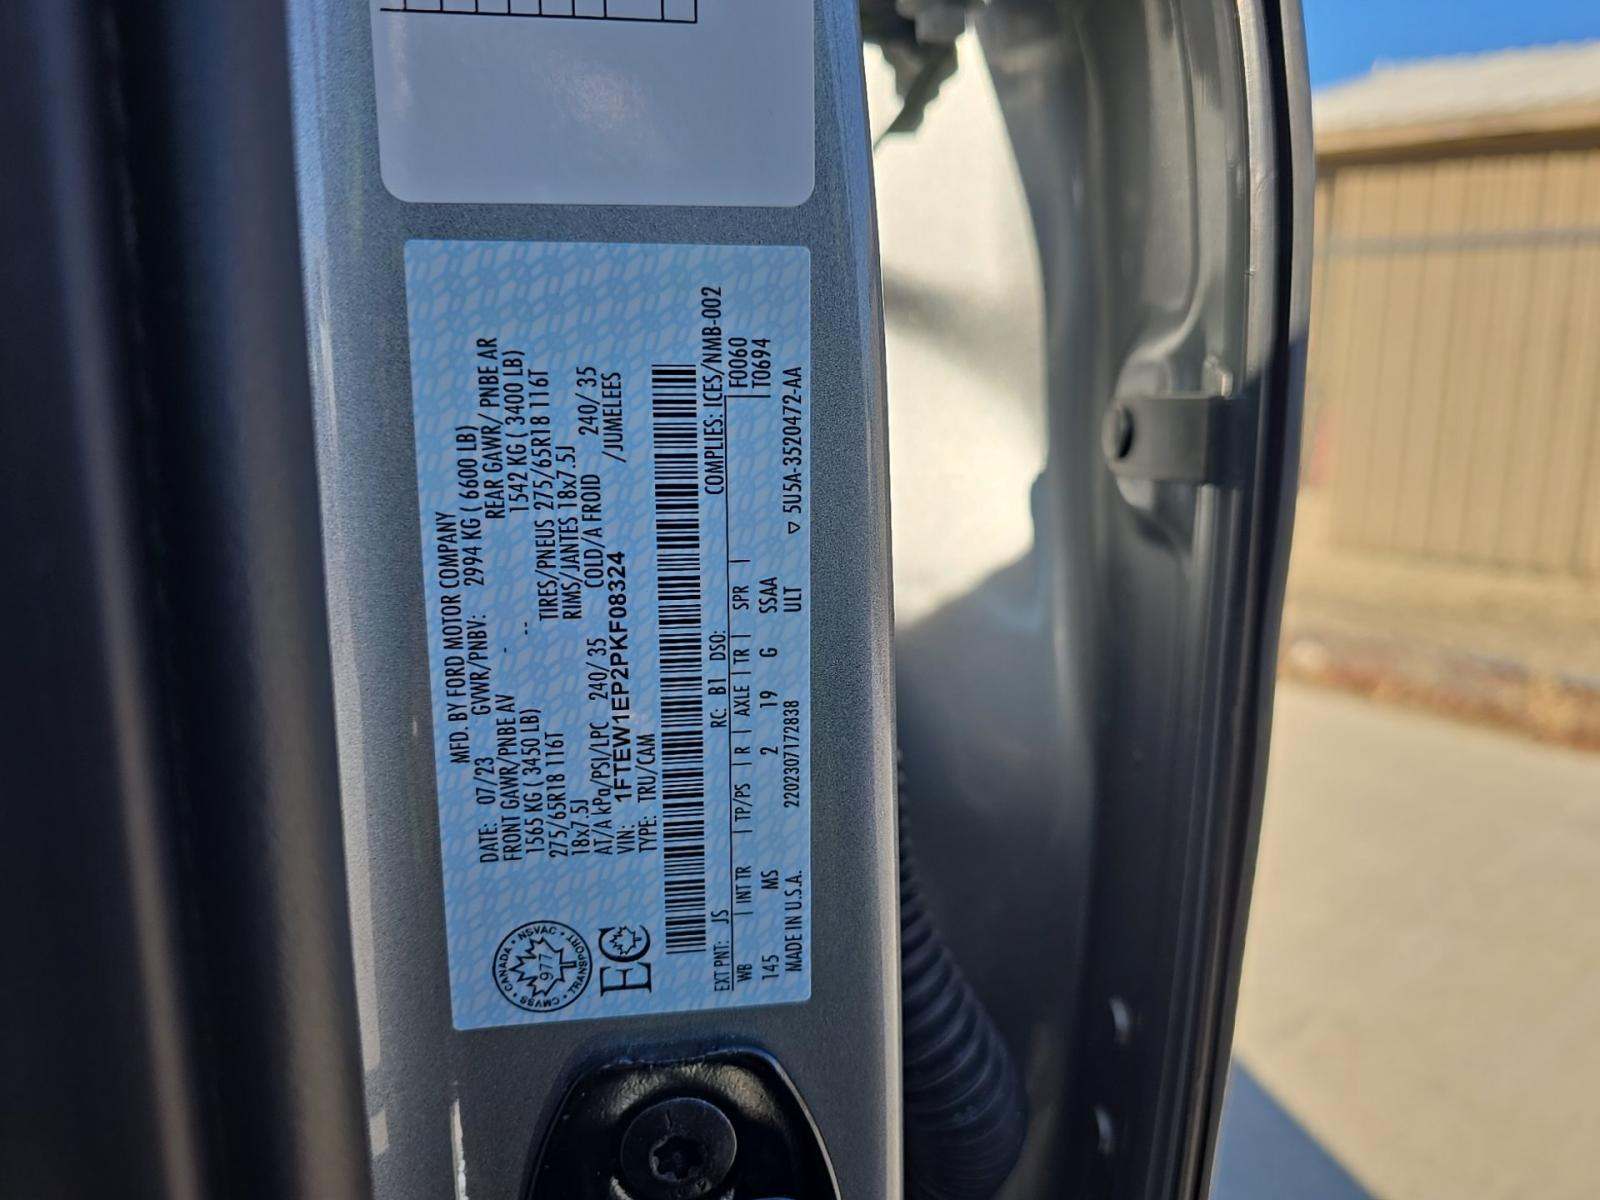 MFD. BY FORD MOTOR COMPANY
DATE: 07/23 GVWR/PNBV: 2994 KG ( 6600 LB)
FRONT GAWR/PNBE AV REAR GAWR/ PNBE AR
1565 KG ( 3450 LB) -- 1542 KG ( 3400 LB)
275/65R18 116T TIRES/PNEUS 275/65R18 116T
18x7.5J RIMS/JANTES 18x7.5J
AT/A kPa/PSI/LPC 240/ 35 COLD/A FROID 240/ 35
VIN: 1FTEW1EP2PKF08324 /JUMELEES
TYPE: TRU/CAM
CANADA • NSVAC • TRANSPORT • CMVSS •
977
EC
EXT PNT: JS RC: B1 DSO: COMPLIES: ICES/NMB-002
WB | INT TR | TP/PS | R | AXLE | TR | SPR | F0060
145 MS 2 19 G SSAA T0694
MADE IN U.S.A. 2202307172838 ULT ▽ 5U5A-3520472-AA